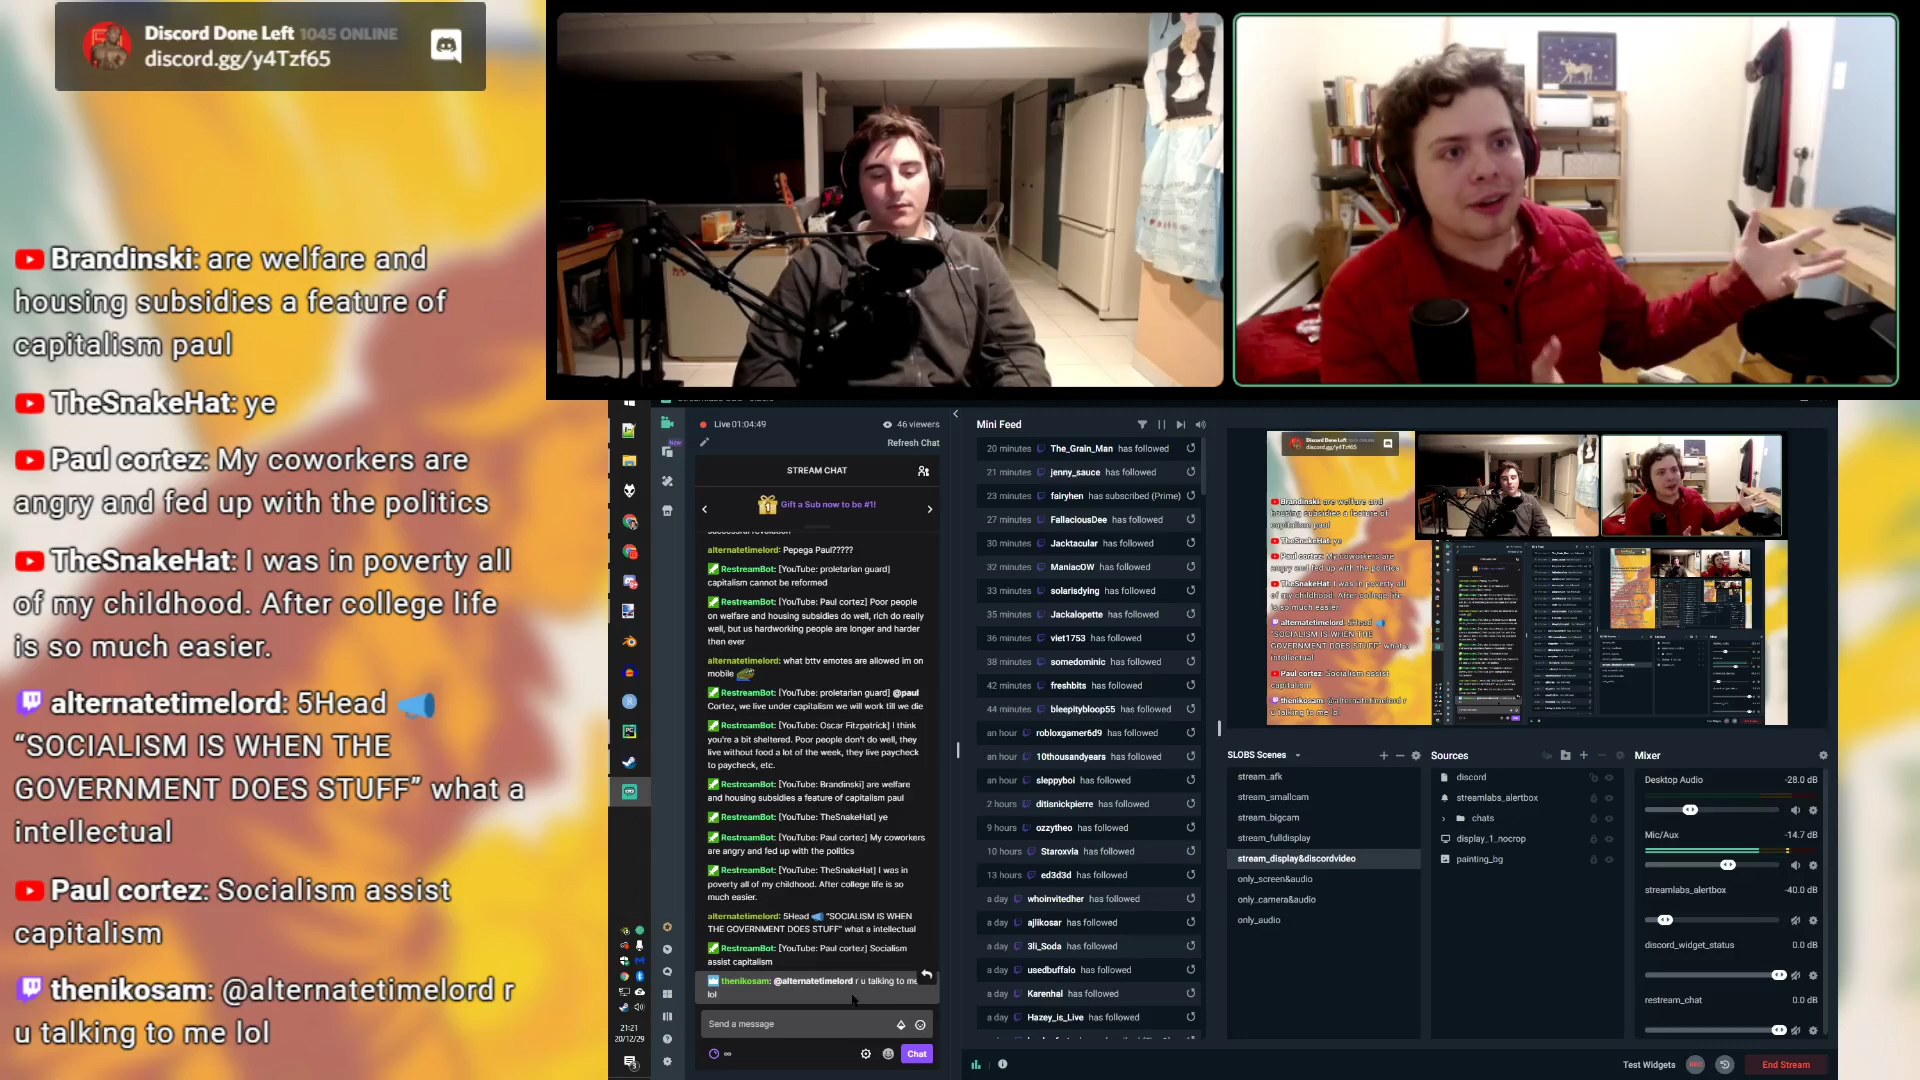 Discord Done Left 1045 ONLINE
discord.gg/y4Tzf65
Brandinski: are welfare and
housing subsidies a feature of
capitalism paul
TheSnakeHat: ye
Paul cortez: My coworkers are
angry and fed up with the politics
TheSnakeHat: I was in poverty all
of my childhood. After college life
is so much easier.
alternatetimelord: 5Head
“SOCIALISM IS WHEN THE
GOVERNMENT DOES STUFF” what a
intellectual
Paul cortez: Socialism assist
capitalism
thenikosam: @alternatetimelord r
u talking to me lol
New
21:21
20/12/29
Live 01:04:49
46 viewers
Refresh Chat
STREAM CHAT
Gift a Sub now to be #1!
alternatetimelord: Pepega Paul?????
RestreamBot: [YouTube: proletarian guard]
capitalism cannot be reformed
RestreamBot: [YouTube: Paul cortez] Poor people
on welfare and housing subsidies do well, rich do really
well, but us hardworking people are longer and harder
then ever
alternatetimelord: what bttv emotes are allowed im on
mobile
RestreamBot: [YouTube: proletarian guard] @paul
Cortez, we live under capitalism we will work till we die
RestreamBot: [YouTube: Oscar Fitzpatrick] I think
you're a bit sheltered. Poor people don't do well, they
live without food a lot of the week, they live paycheck
to paycheck, etc.
RestreamBot: [YouTube: Brandinski] are welfare
and housing subsidies a feature of capitalism paul
RestreamBot: [YouTube: TheSnakeHat] ye
RestreamBot: [YouTube: Paul cortez] My coworkers
are angry and fed up with the politics
RestreamBot: [YouTube: TheSnakeHat] I was in
poverty all of my childhood. After college life is so
much easier.
alternatetimelord: 5Head “SOCIALISM IS WHEN
THE GOVERNMENT DOES STUFF” what a intellectual
RestreamBot: [YouTube: Paul cortez] Socialism
assist capitalism
thenikosam: @alternatetimelord r u talking to me
lol
Send a message
Chat
Mini Feed
20 minutes The_Grain_Man has followed
21 minutes jenny_sauce has followed
23 minutes fairyhen has subscribed (Prime)
27 minutes FallaciousDee has followed
30 minutes Jacktacular has followed
32 minutes ManiacOW has followed
33 minutes solarisdying has followed
35 minutes Jackalopette has followed
36 minutes viet1753 has followed
38 minutes somedominic has followed
42 minutes freshbits has followed
44 minutes bleepitybloop55 has followed
an hour robloxgamer6d9 has followed
an hour 10thousandyears has followed
an hour sleppyboi has followed
2 hours ditisnickpierre has followed
9 hours ozzytheo has followed
10 hours Staroxvia has followed
13 hours ed3d3d has followed
a day whoinvitedher has followed
a day ajlikosar has followed
a day 3li_Soda has followed
a day usedbuffalo has followed
a day Karenhal has followed
a day Hazey_is_Live has followed
SLOBS Scenes
stream_afk
stream_smallcam
stream_bigcam
stream_fulldisplay
stream_display&discordvideo
only_screen&audio
only_camera&audio
only_audio
Sources
discord
streamlabs_alertbox
chats
display_1_nocrop
painting_bg
Mixer
Desktop Audio -28.0 dB
Mic/Aux -14.7 dB
streamlabs_alertbox -40.0 dB
discord_widget_status 0.0 dB
restream_chat 0.0 dB
Test Widgets
REC
End Stream